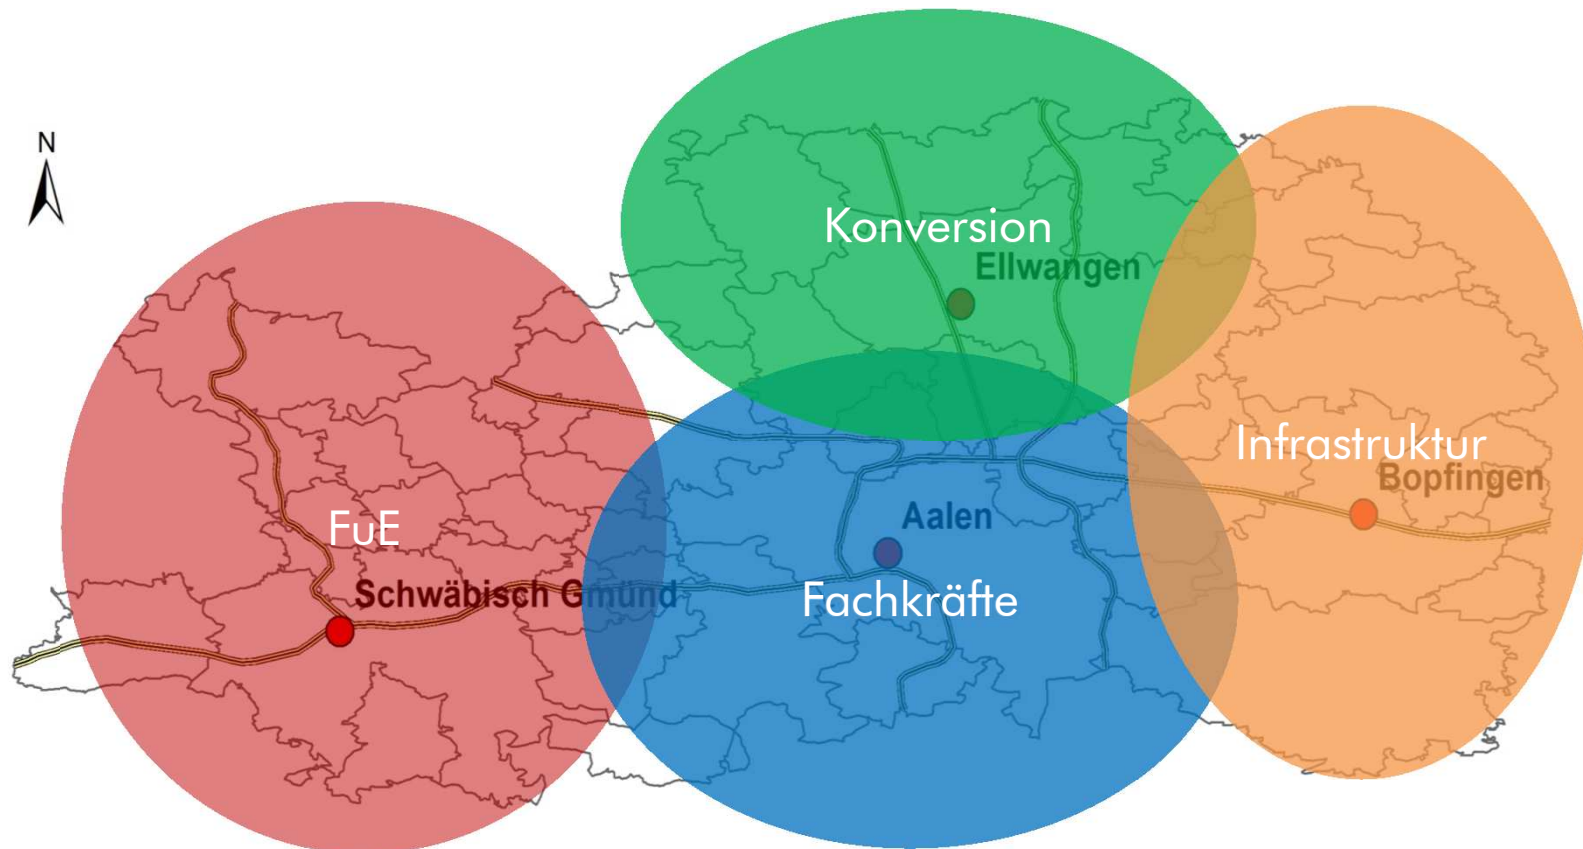 N
Konversion
Ellwangen
Infrastruktur
Bopfingen
FuE
Aalen
Schwäbisch Gmünd
Fachkräfte